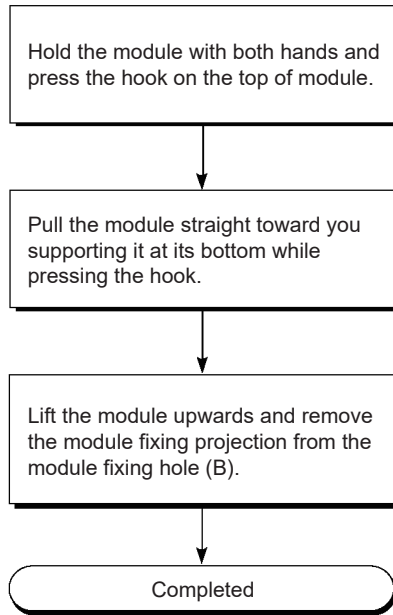 Hold the module with both hands and
press the hook on the top of module.
Pull the module straight toward you
supporting it at its bottom while
pressing the hook.
Lift the module upwards and remove
the module fixing projection from the
module fixing hole (B).
Completed